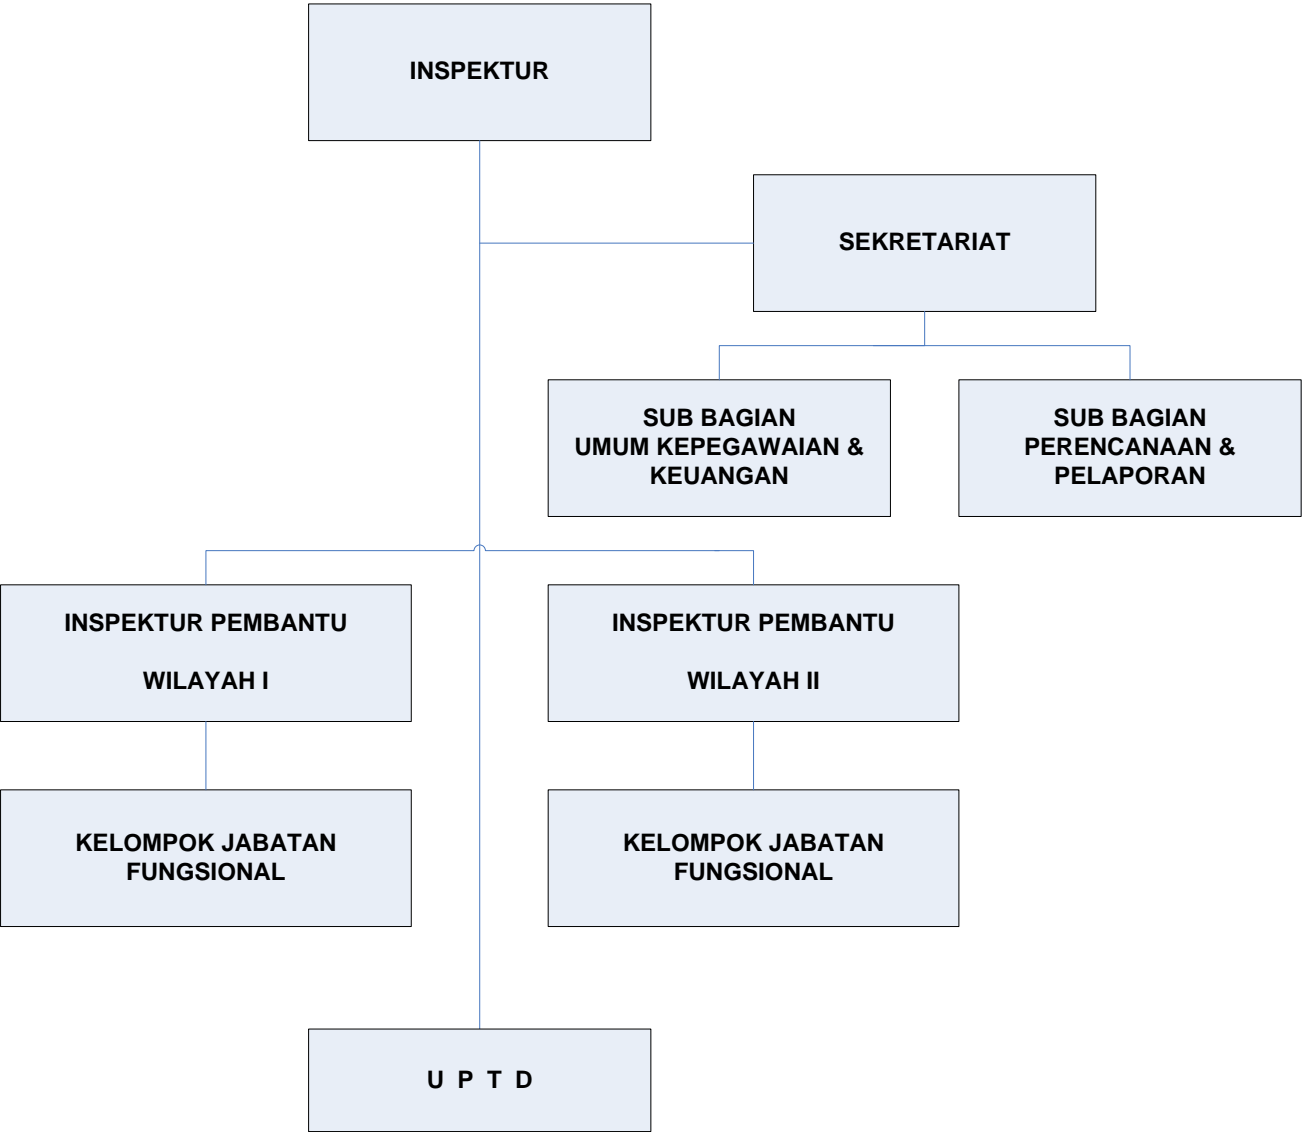 INSPEKTUR
SEKRETARIAT
SUB BAGIAN
UMUM KEPEGAWAIAN &
KEUANGAN
SUB BAGIAN
PERENCANAAN &
PELAPORAN
INSPEKTUR PEMBANTU
WILAYAH I
INSPEKTUR PEMBANTU
WILAYAH II
KELOMPOK JABATAN
FUNGSIONAL
KELOMPOK JABATAN
FUNGSIONAL
U P T D